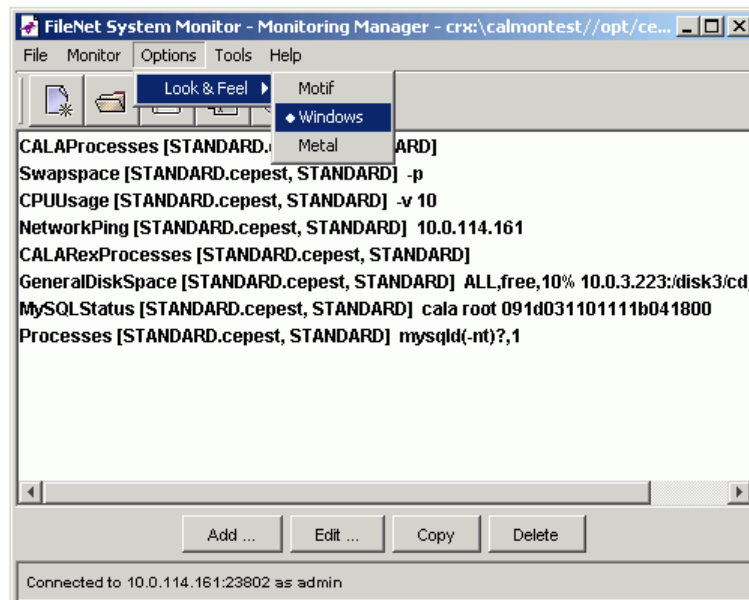 FileNet System Monitor - Monitoring Manager - crx:\calmontest//opt/ce...
File Monitor Options Tools Help
Look & Feel
Motif
Windows
Metal
CALAProcesses [STANDARD. ARD]
Swapspace [STANDARD.cepest, STANDARD] -p
CPUUsage [STANDARD.cepest, STANDARD] -v 10
NetworkPing [STANDARD.cepest, STANDARD] 10.0.114.161
CALARexProcesses [STANDARD.cepest, STANDARD]
GeneralDiskSpace [STANDARD.cepest, STANDARD] ALL,free,10% 10.0.3.223:/disk3/cd_
MySQLStatus [STANDARD.cepest, STANDARD] cala root 091d031101111b041800
Processes [STANDARD.cepest, STANDARD] mysqld(-nt)?,1
Add ... Edit ... Copy Delete
Connected to 10.0.114.161:23802 as admin